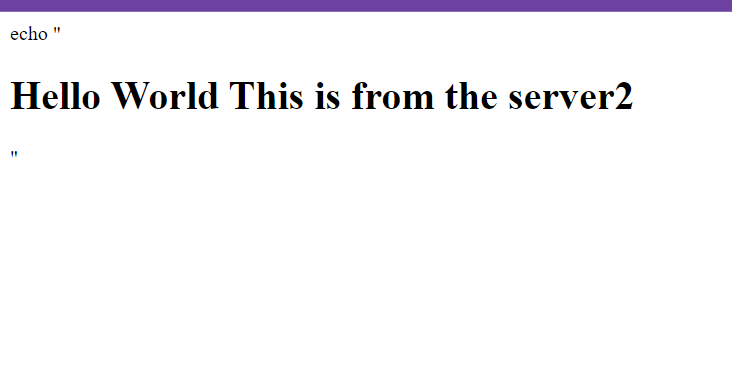 echo "
Hello World This is from the server2
"